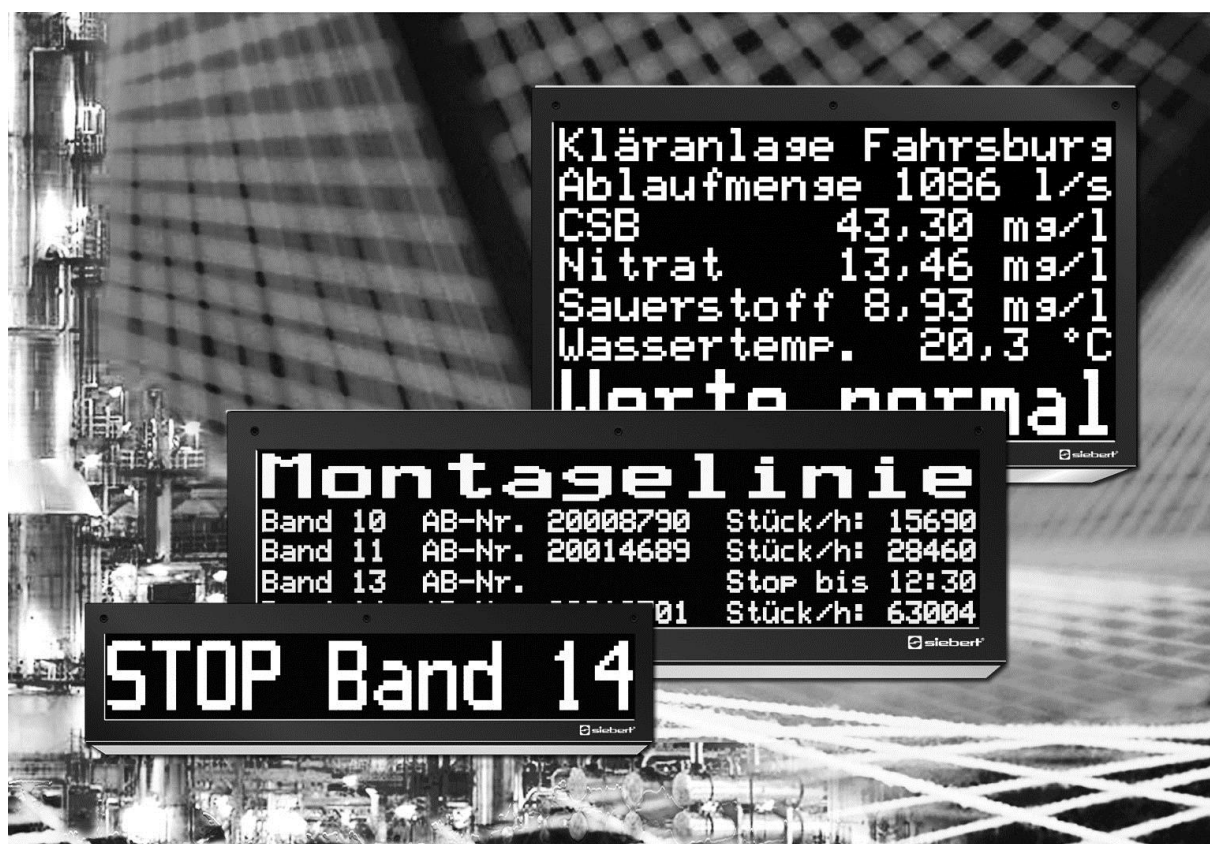 Kläranlage Fahrsburg
Ablaufmenge 1086 l/s
CSB 43,30 mg/l
Nitrat 13,46 mg/l
Sauerstoff 8,93 mg/l
Wassertemp. 20,3 °C
Werte normal
siebert
Montagelinie
Band 10 AB-Nr. 20008790 Stück/h: 15690
Band 11 AB-Nr. 20014689 Stück/h: 28460
Band 13 AB-Nr. Stop bis 12:30
Stück/h: 63004
siebert
STOP Band 14
siebert